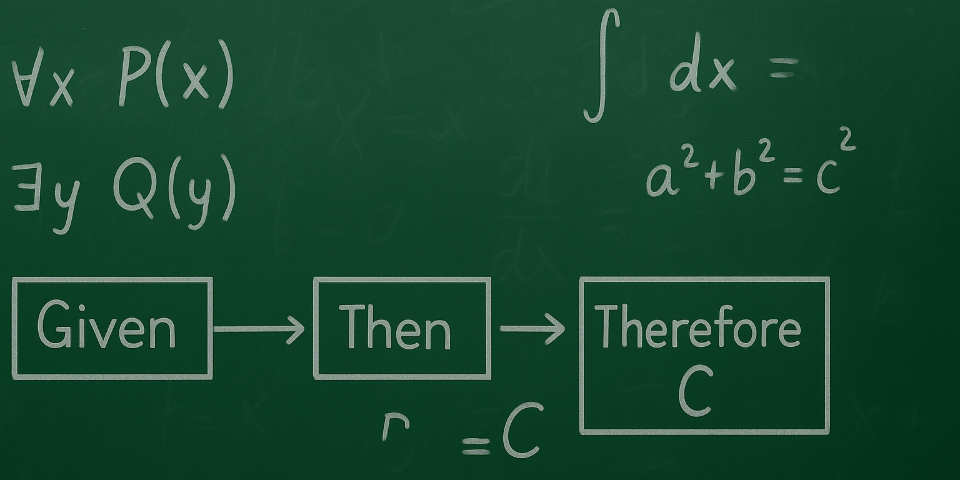 ∀x P(x)
∃y Q(y)
∫ dx =
a²+b²=c²
Given
Then
Therefore
C
r =C